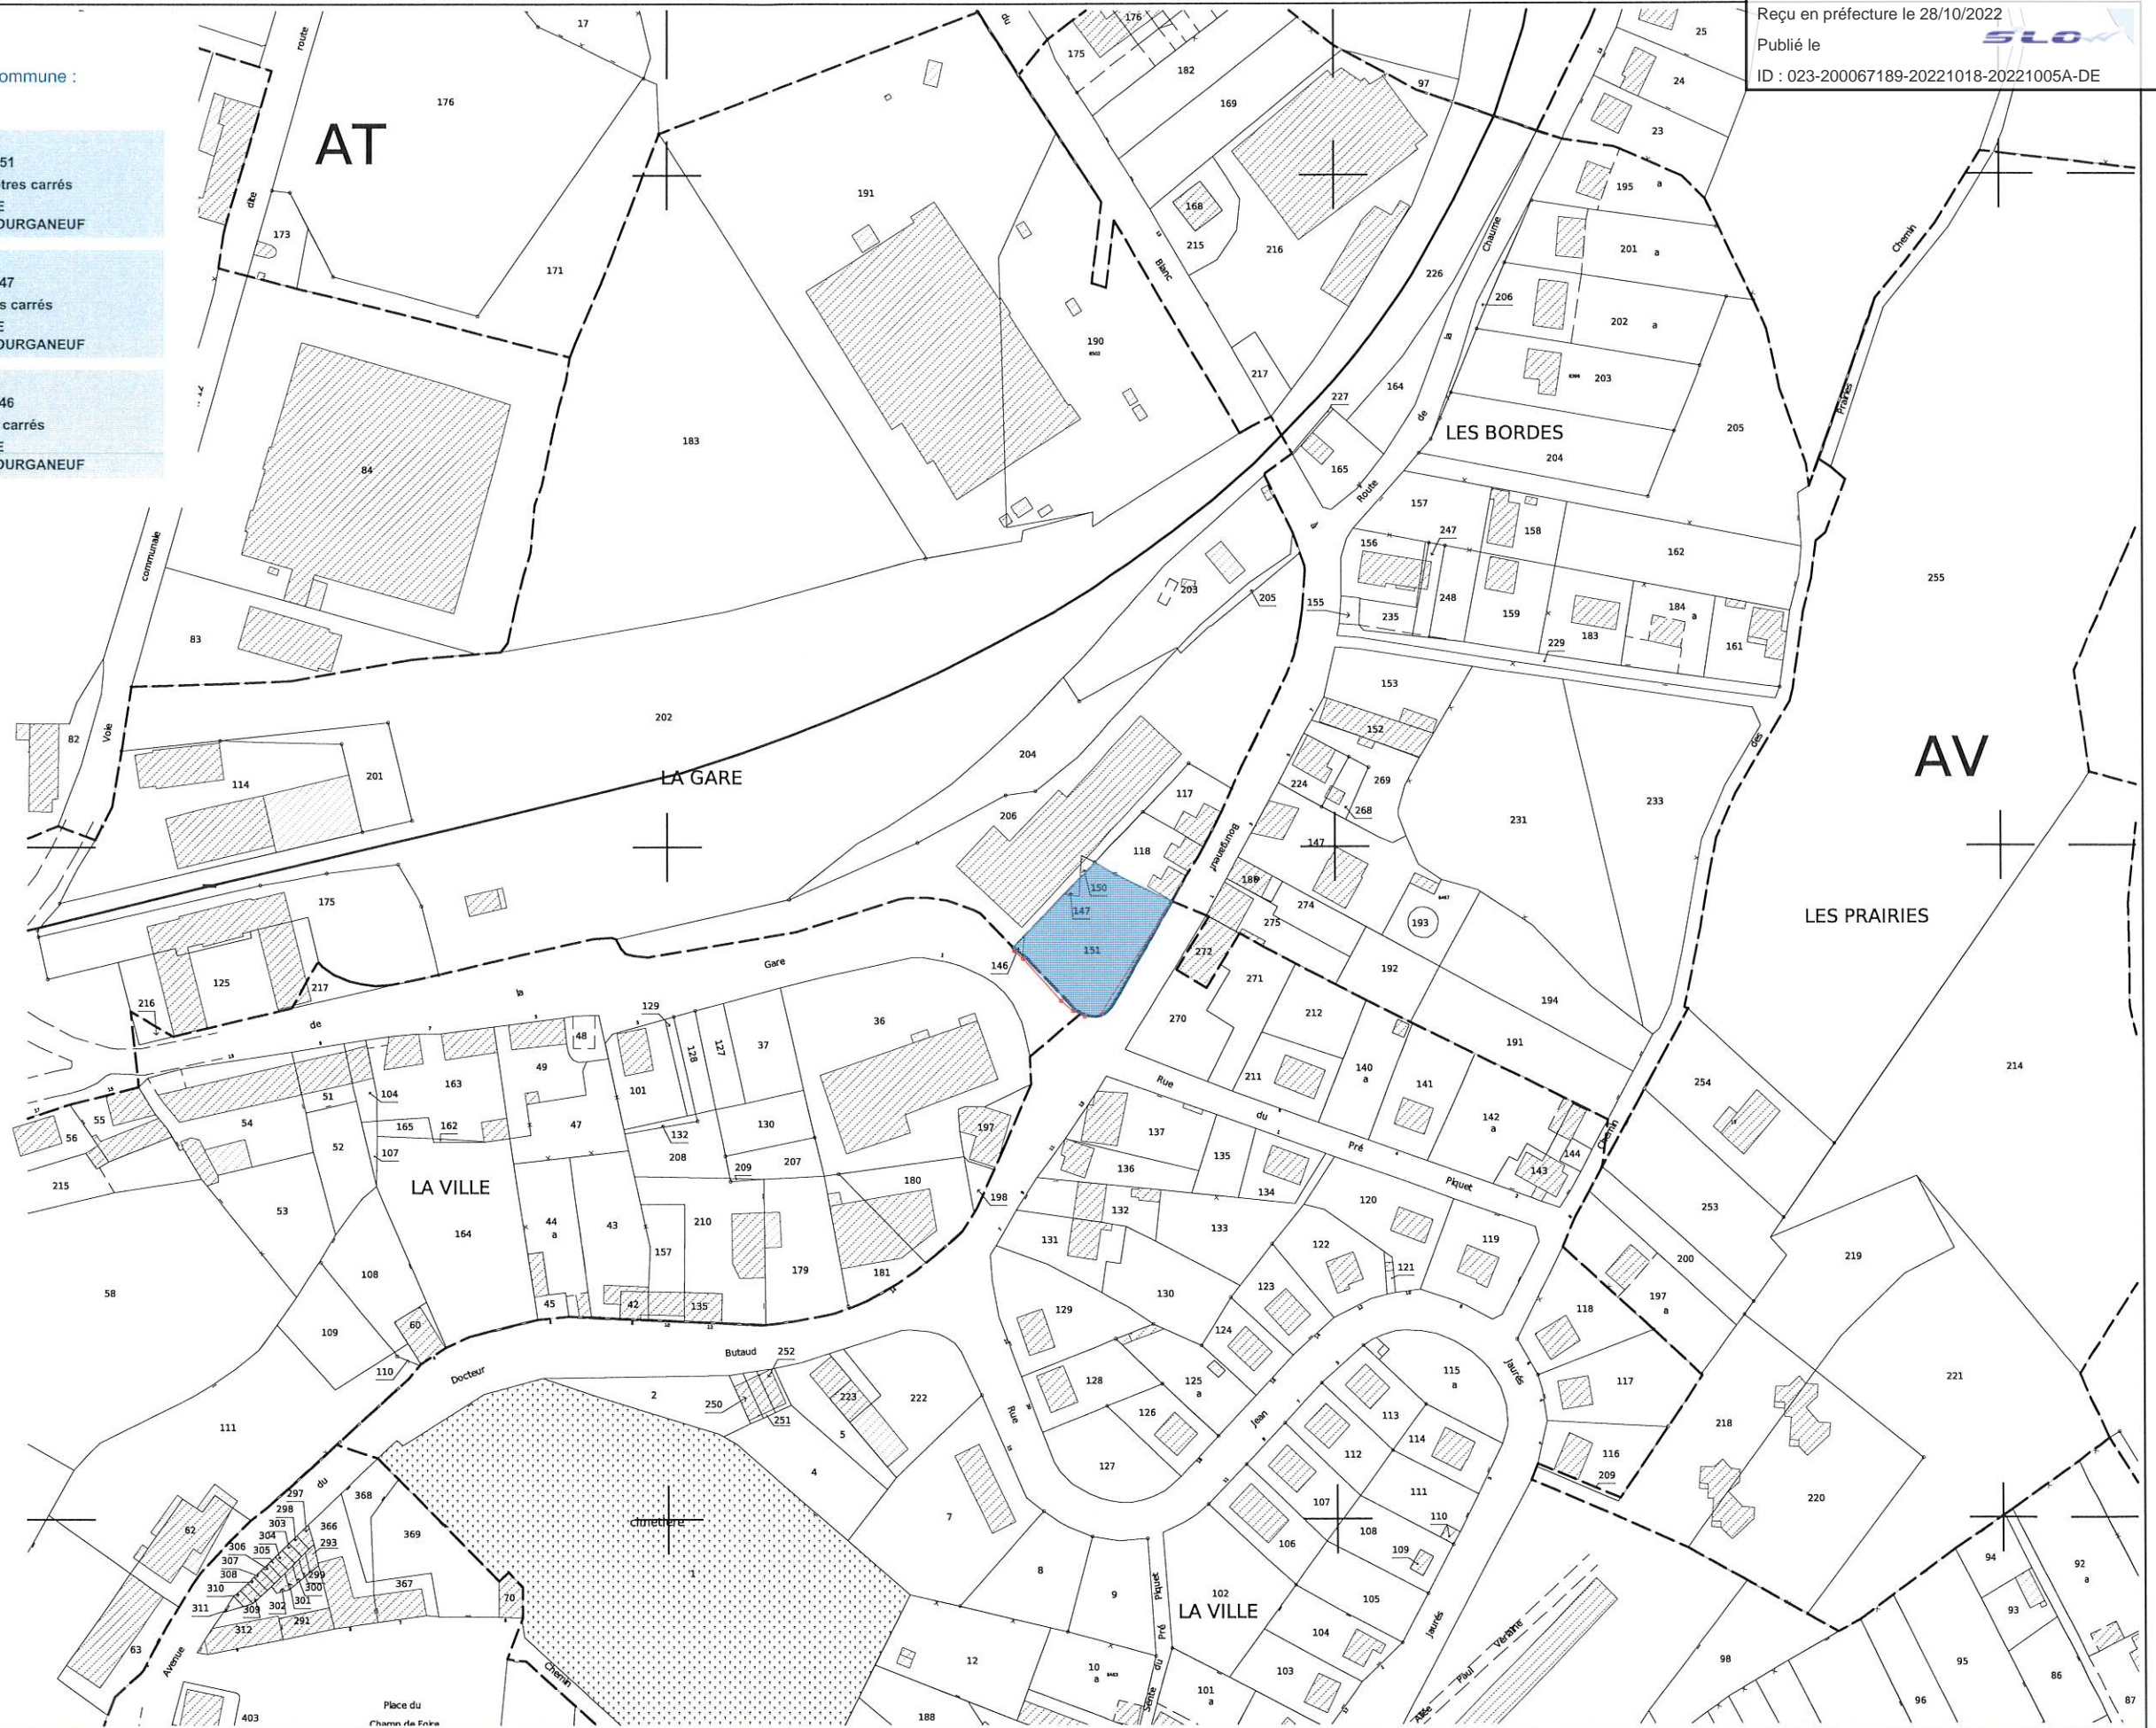 Reçu en préfecture le 28/10/2022
Publié le
SLO
ID : 023-200067189-20221018-20221005A-DE
ommune :
51
tres carrés
E
OURGANEUF
47
s carrés
E
OURGANEUF
46
carrés
E
OURGANEUF
AT
AV
LES BORDES
LA GARE
LES PRAIRIES
LA VILLE
LA VILLE
cimetière
Place du
Champ de Foire
route
dite
Voie
communale
du
Blanc
Route
de
la
Chaume
Chemin
des
Prairies
Bourganeuf
Gare
la
de
Rue
du
Pré
Piquet
Chemin
Docteur
Butaud
Avenue
du
Rue
Jean
Jaurés
Jaurés
Sente
du
Pré
Piquet
Chemin
Allée
Paul
Verlaine
17
176
171
173
191
190
183
84
83
82
202
114
201
175
125
217
216
175
176
182
169
168
215
216
217
97
226
164
227
165
25
24
23
195 a
201 a
202 a
203
204
205
206
157
158
162
156
247
248
159
155
235
229
183
184 a
161
255
153
152
224
269
268
147
231
233
203
205
204
206
117
118
150
147
151
146
188
274
275
272
193
192
194
191
271
270
212
211
140 a
141
142 a
143
144
254
253
214
219
221
218
220
200
197 a
118
117
116
209
137
136
135
134
132
133
131
130
129
128
127
126
125 a
124
123
122
121
120
119
115 a
114
113
112
111
110
109
108
107
106
105
104
103
102
101 a
36
37
127
128
129
101
48
49
47
163
104
51
54
55
56
52
165
162
107
132
130
208
209
207
197
198
180
181
179
210
157
43
44 a
45
42
135
164
53
215
58
108
109
110
60
111
2
250
251
252
223
222
5
4
7
8
9
10 a
12
188
1
70
62
63
368
369
366
367
297
298
303
304
305
306
307
308
310
311
309
302
301
300
299
293
291
312
403
94
93
92 a
98
96
95
86
87